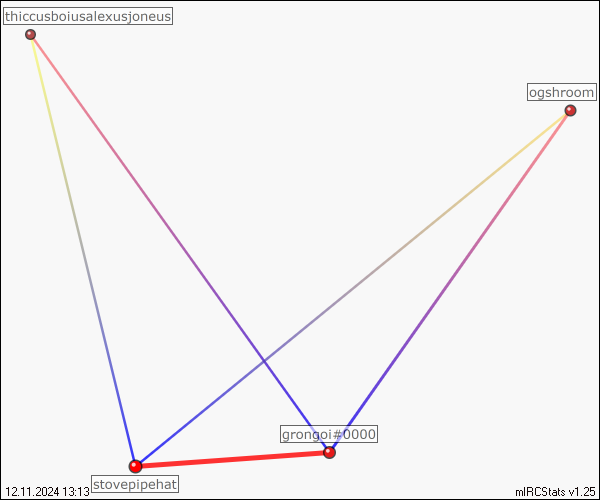 thiccusboiusalexusjoneus
ogshroom
grongoi#0000
stovepipehat
12.11.2024 13:13
mIRCStats v1.25